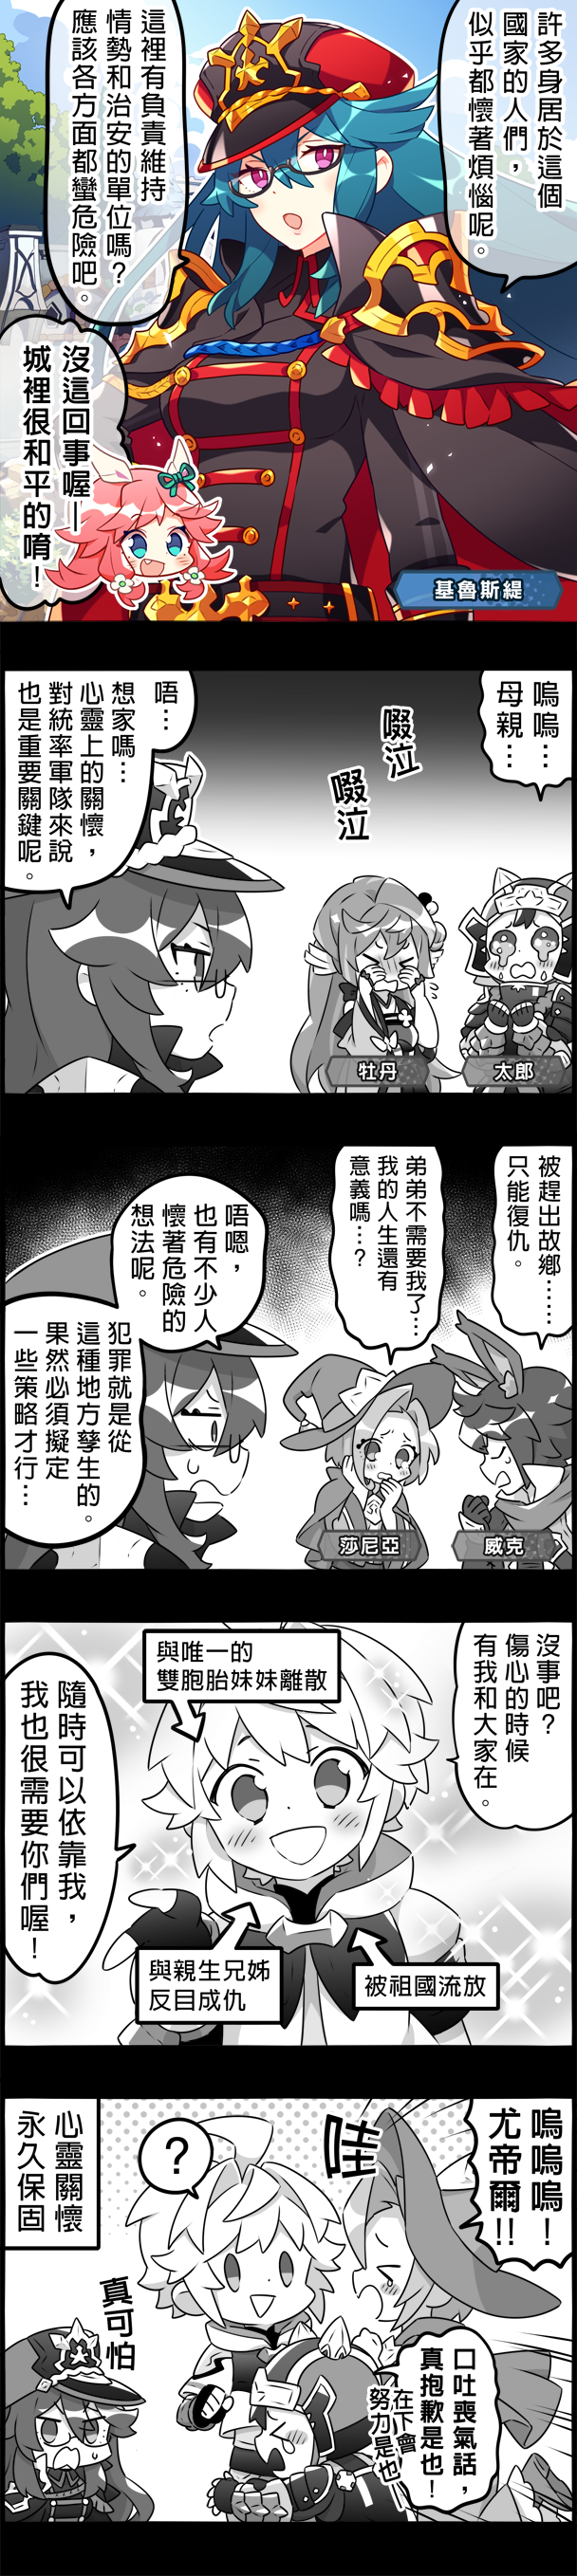 許多身居於這個
國家的人們，
似乎都懷著煩惱呢。
這裡有負責維持
情勢和治安的單位嗎？
應該各方面都蠻危險吧。
沒這回事喔—
城裡很和平的唷！
基魯斯緹
嗚嗚…
母親…
啜泣
啜泣
唔…
想家嗎…
心靈上的關懷，
對統率軍隊來說
也是重要關鍵呢。
太郎
牡丹
被趕出故鄉……
只能復仇。
弟弟不需要我了…
我的人生還有
意義嗎…？
唔嗯，
也有不少人
懷著危險的
想法呢。
犯罪就是從
這種地方孳生的。
果然必須擬定
一些策略才行…
威克
莎尼亞
沒事吧？
傷心的時候
有我和大家在。
與唯一的
雙胞胎妹妹離散
隨時可以依靠我，
我也很需要你們喔！
被祖國流放
與親生兄姊
反目成仇
嗚嗚嗚！
尤帝爾!!
哇
？
心靈關懷
永久保固
真可怕
口吐喪氣話，
真抱歉是也！
在下會
努力是也—